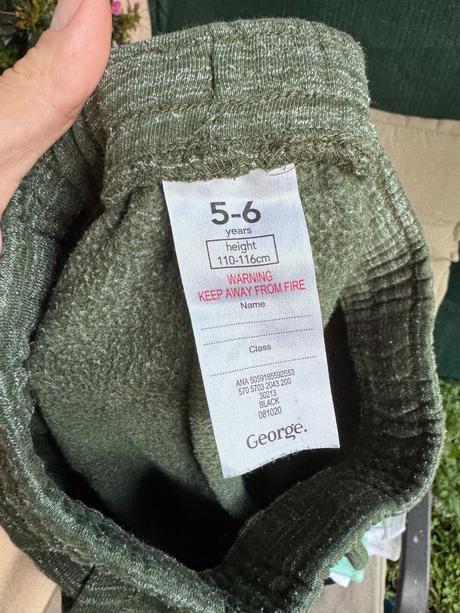 5-6
years
height
110-116cm
WARNING
KEEP AWAY FROM FIRE
Name
Class
ANA 5059185592553
570 5703 2043 200
30213
BLACK
081020
George.